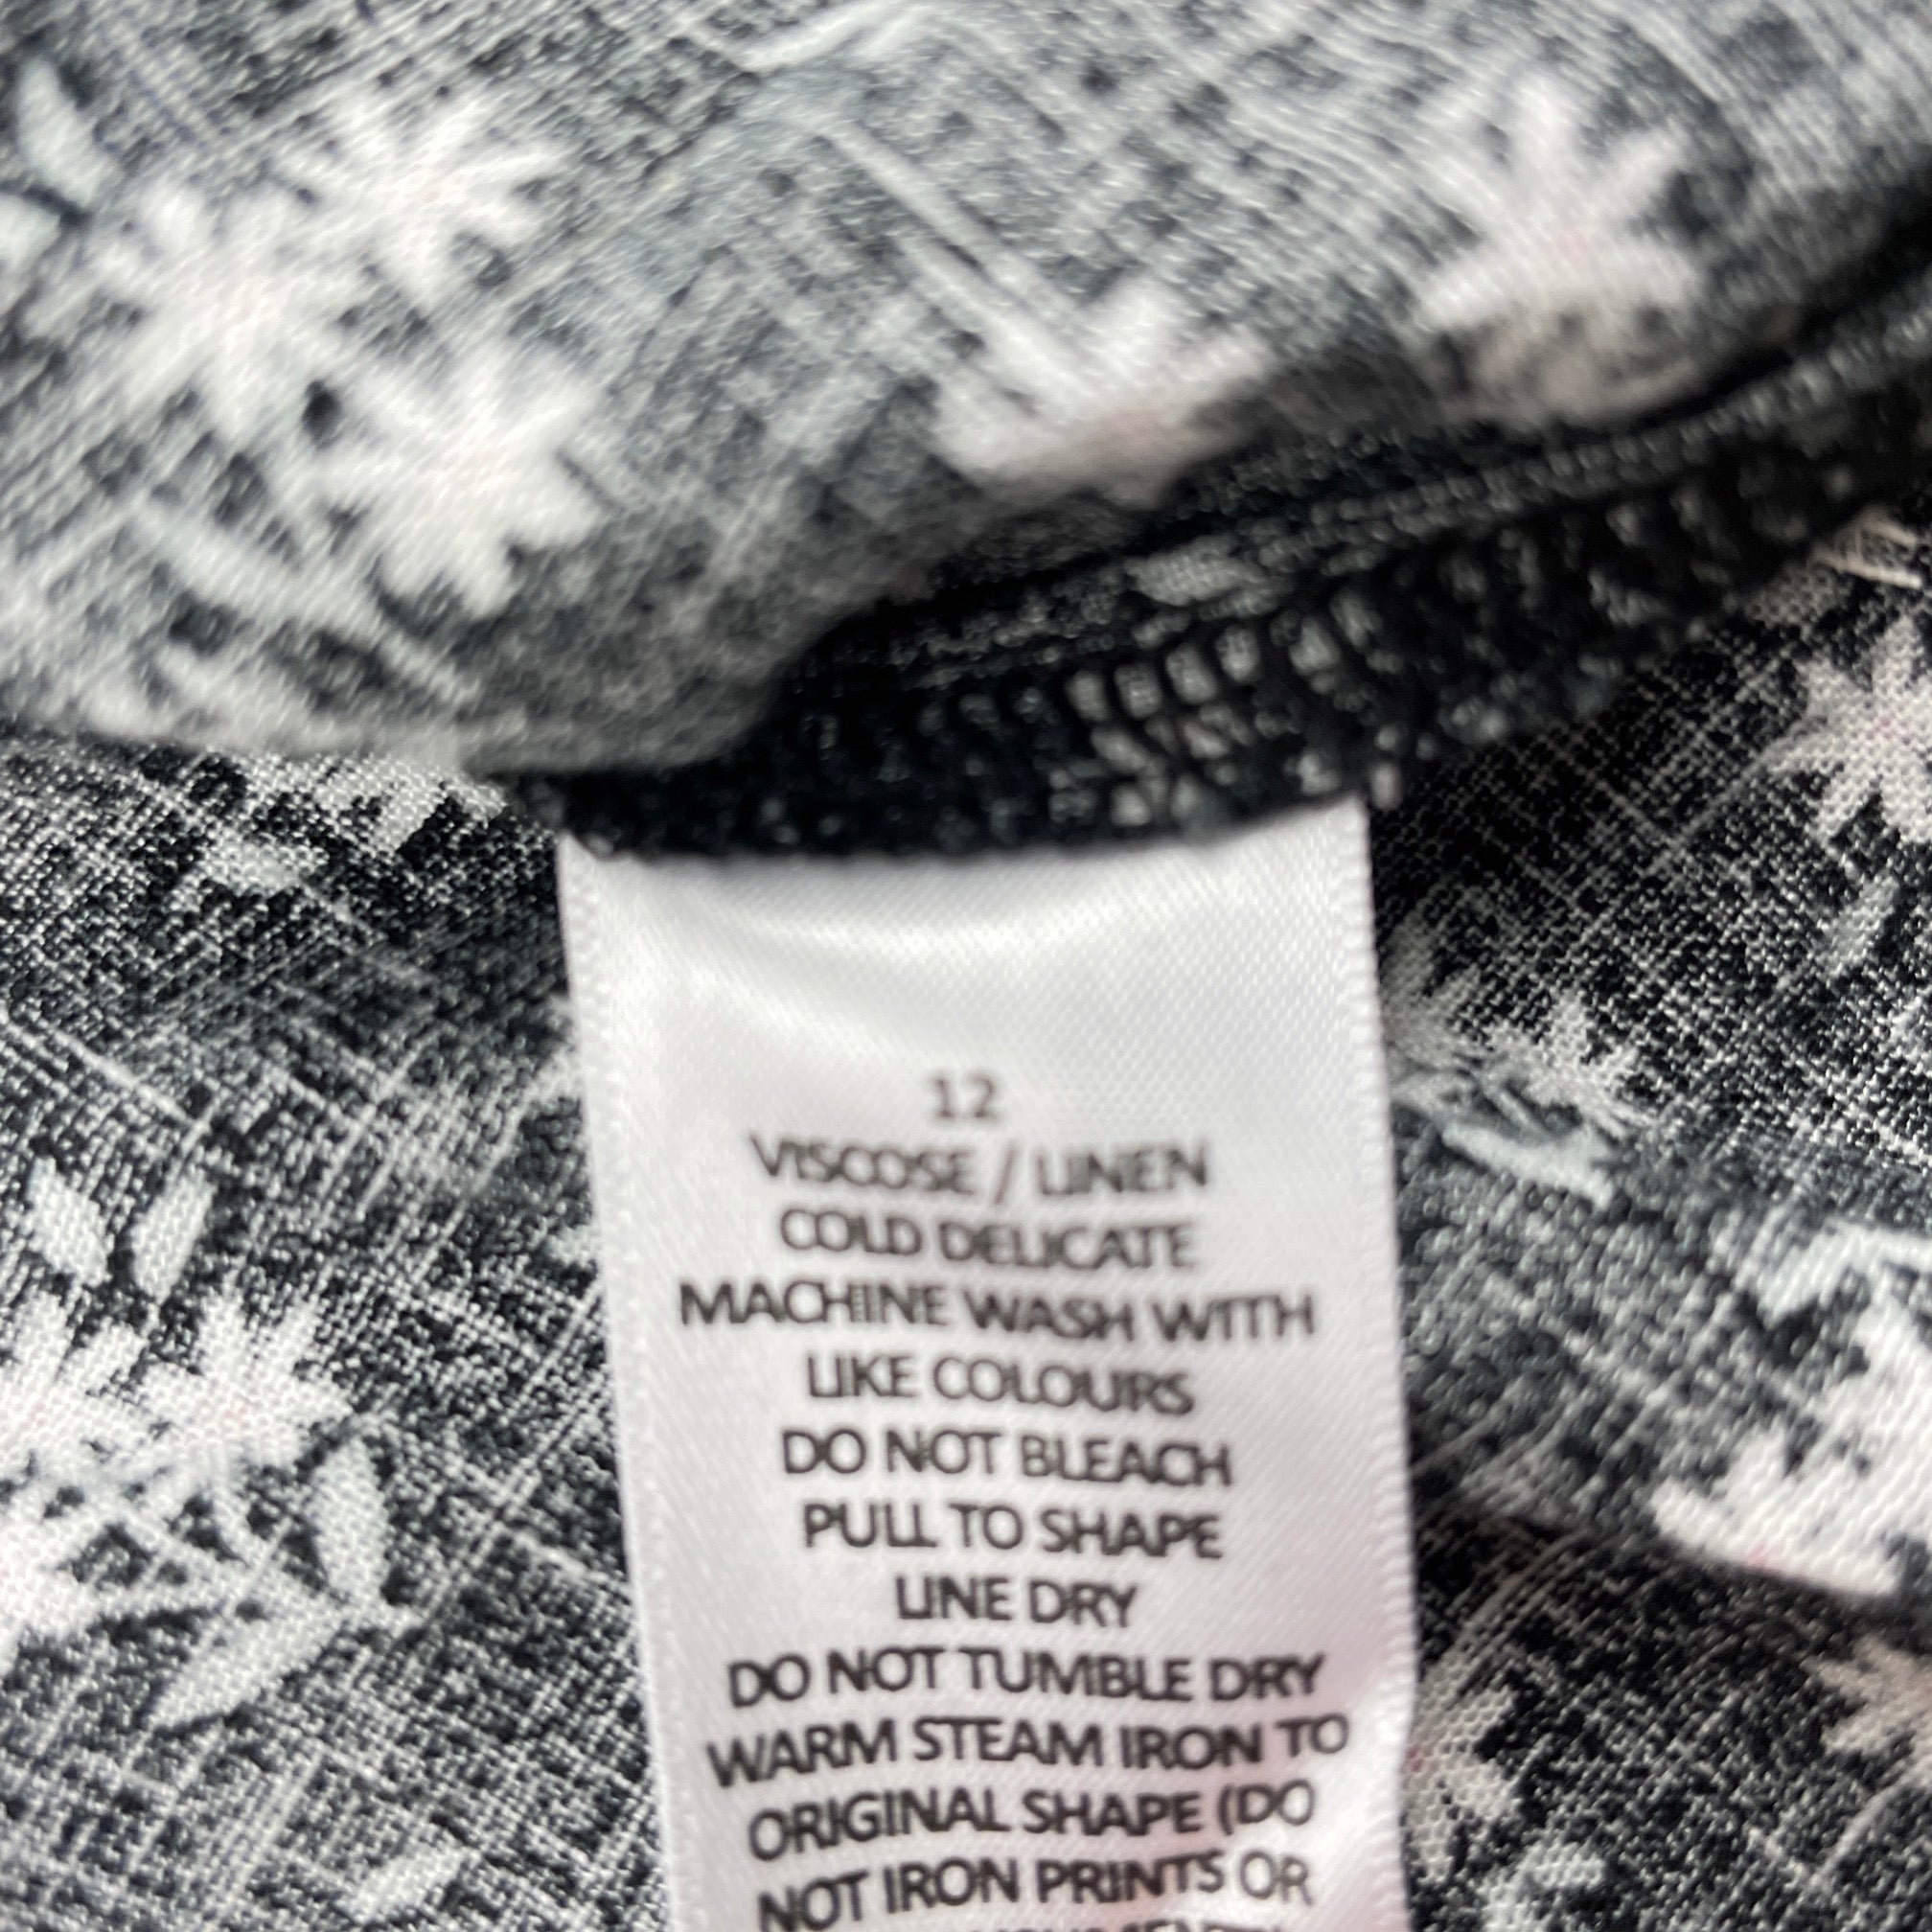 12
VISCOSE / LINEN
COLD DELICATE
MACHINE WASH WITH
LIKE COLOURS
DO NOT BLEACH
PULL TO SHAPE
LINE DRY
DO NOT TUMBLE DRY
WARM STEAM IRON TO
ORIGINAL SHAPE (DO
NOT IRON PRINTS OR